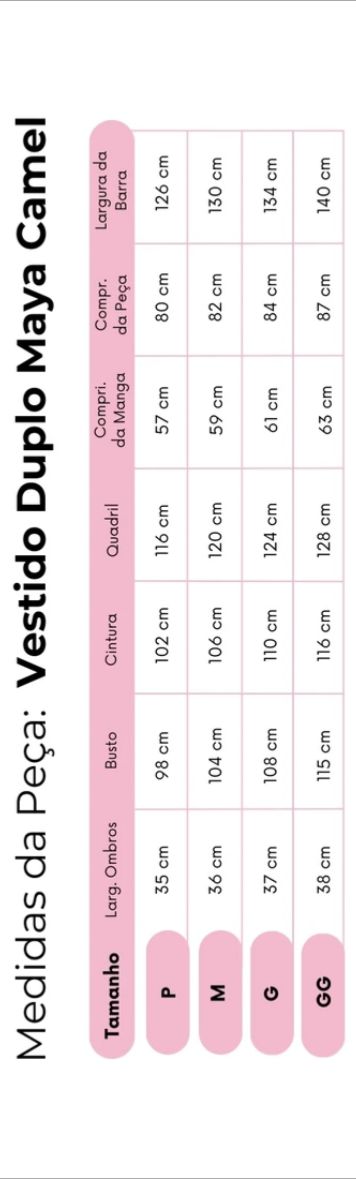 Medidas da Peça: Vestido Duplo Maya Camel
Tamanho Larg. Ombros Busto Cintura Quadril Compri. da Manga Compr. da Peça Largura da Barra
P 35 cm 98 cm 102 cm 116 cm 57 cm 80 cm 126 cm
M 36 cm 104 cm 106 cm 120 cm 59 cm 82 cm 130 cm
G 37 cm 108 cm 110 cm 124 cm 61 cm 84 cm 134 cm
GG 38 cm 115 cm 116 cm 128 cm 63 cm 87 cm 140 cm